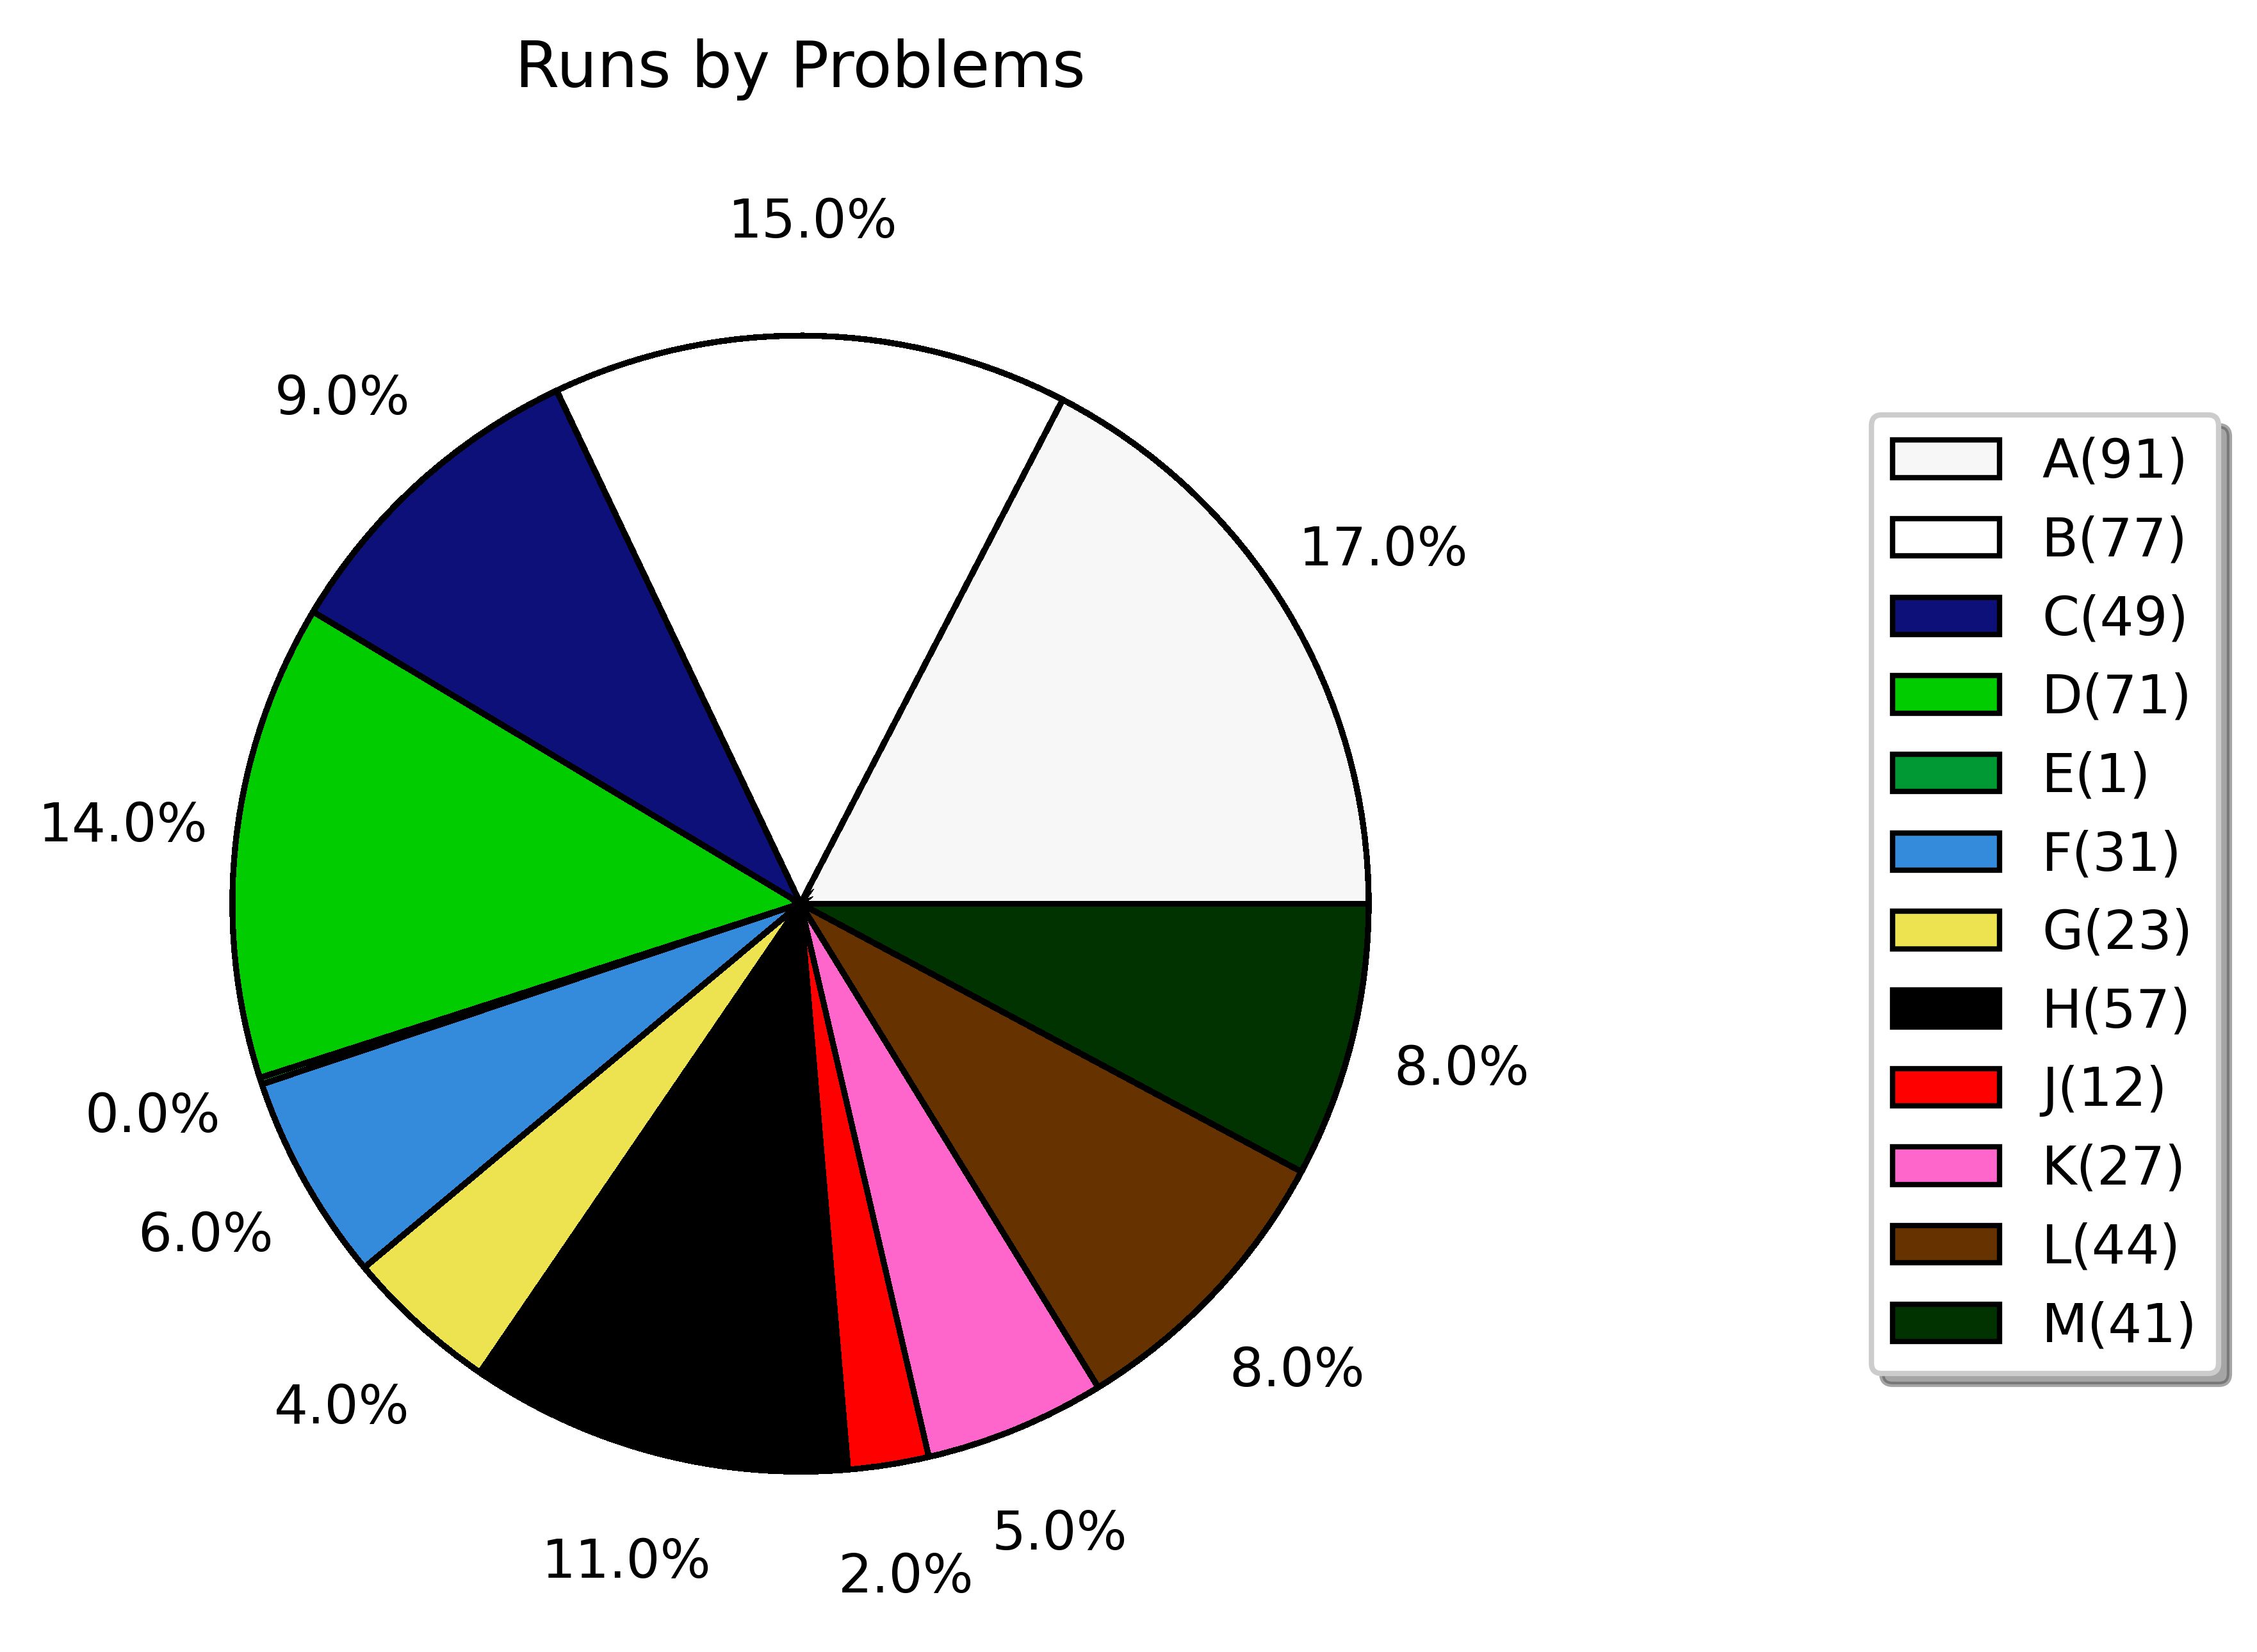 Runs by Problems
15.0%
9.0%
17.0%
14.0%
0.0%
6.0%
4.0%
11.0%
2.0%
5.0%
8.0%
8.0%
A(91)
B(77)
C(49)
D(71)
E(1)
F(31)
G(23)
H(57)
J(12)
K(27)
L(44)
M(41)